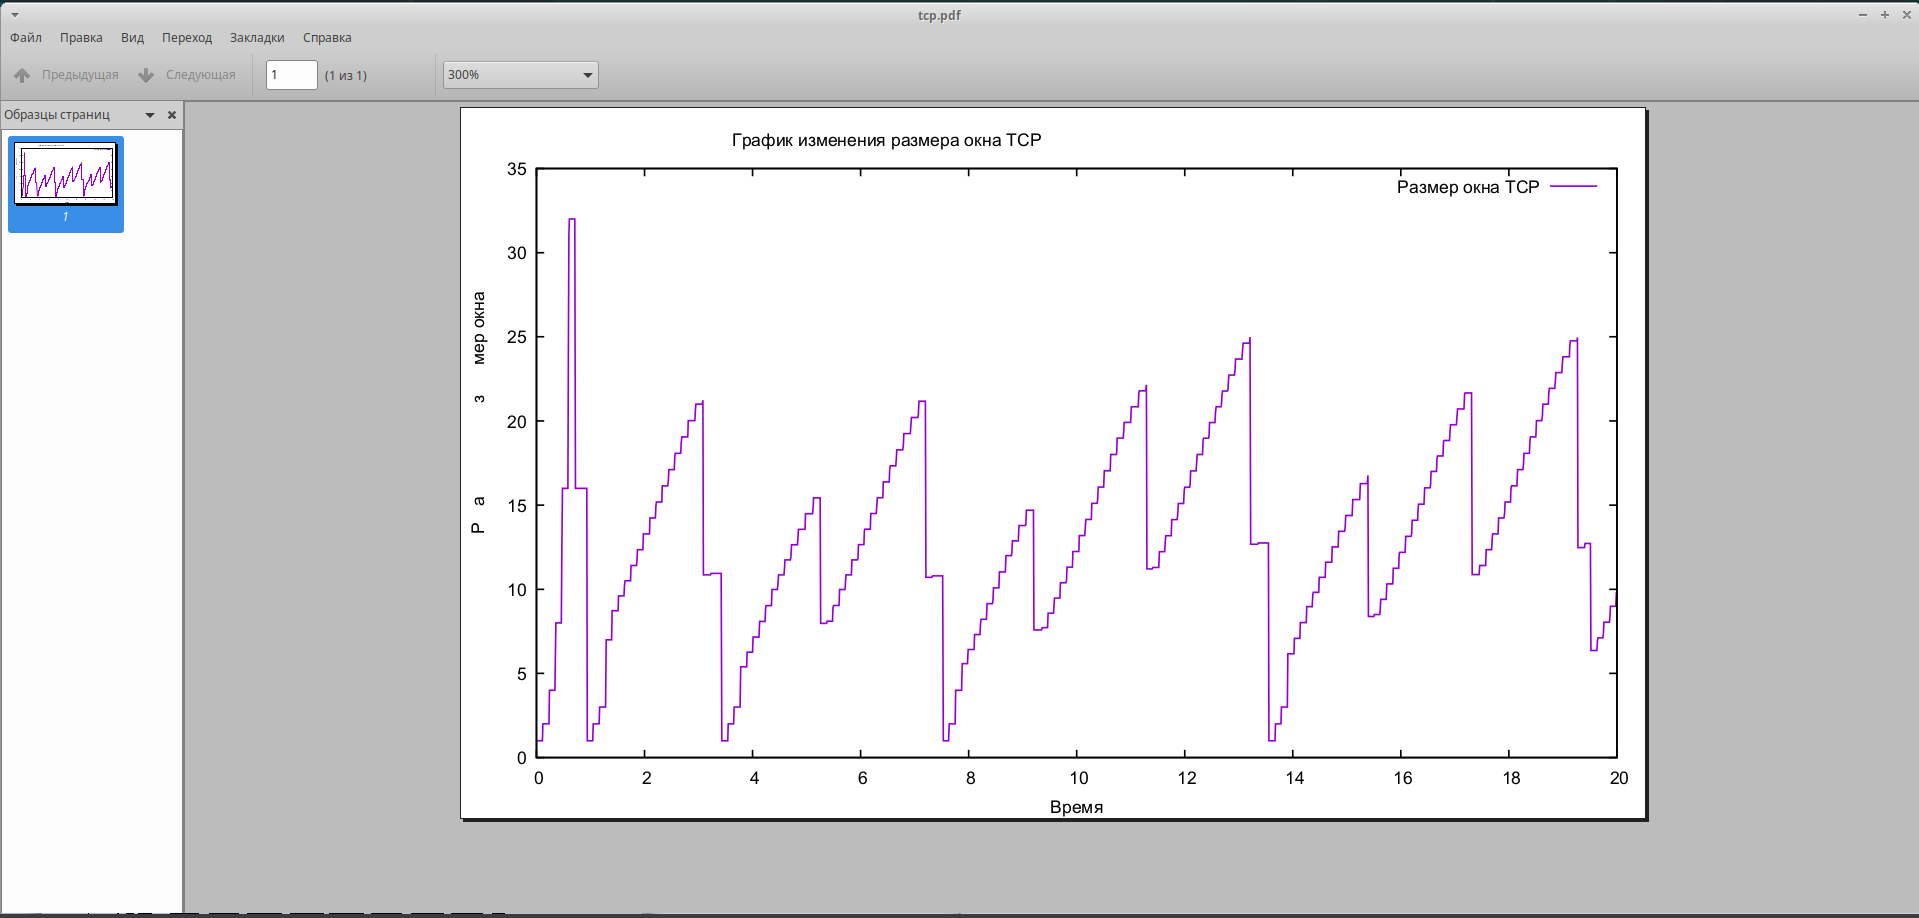 tcp.pdf
Файл Правка Вид Переход Закладки Справка
Предыдущая Следующая 1 (1 из 1) 300%
Образцы страниц
1
График изменения размера окна TCP
Размер окна TCP
Р а з мер окна
35
30
25
20
15
10
5
0
0 2 4 6 8 10 12 14 16 18 20
Время